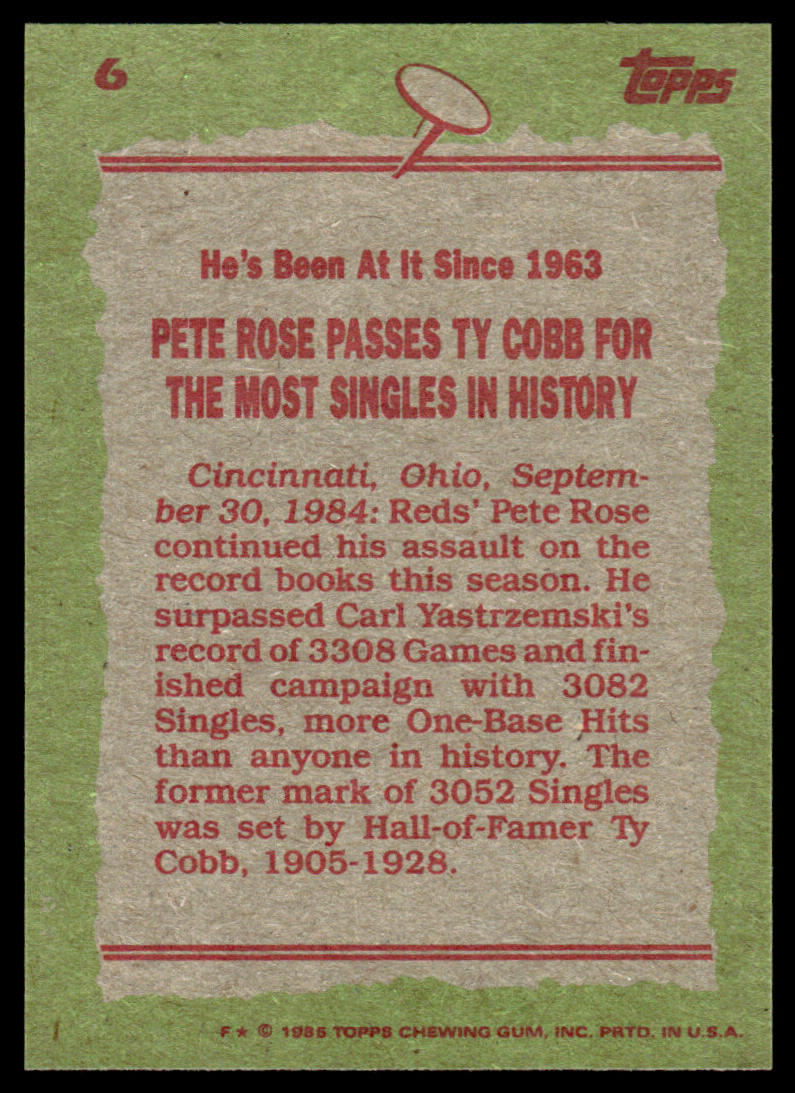 6
TOPPS
He's Been At It Since 1963
PETE ROSE PASSES TY COBB FOR
THE MOST SINGLES IN HISTORY
Cincinnati, Ohio, Septem-
ber 30, 1984: Reds' Pete Rose
continued his assault on the
record books this season. He
surpassed Carl Yastrzemski's
record of 3308 Games and fin-
ished campaign with 3082
Singles, more One-Base Hits
than anyone in history. The
former mark of 3052 Singles
was set by Hall-of-Famer Ty
Cobb, 1905-1928.
F★ © 1985 TOPPS CHEWING GUM, INC. PRTD. IN U.S.A.